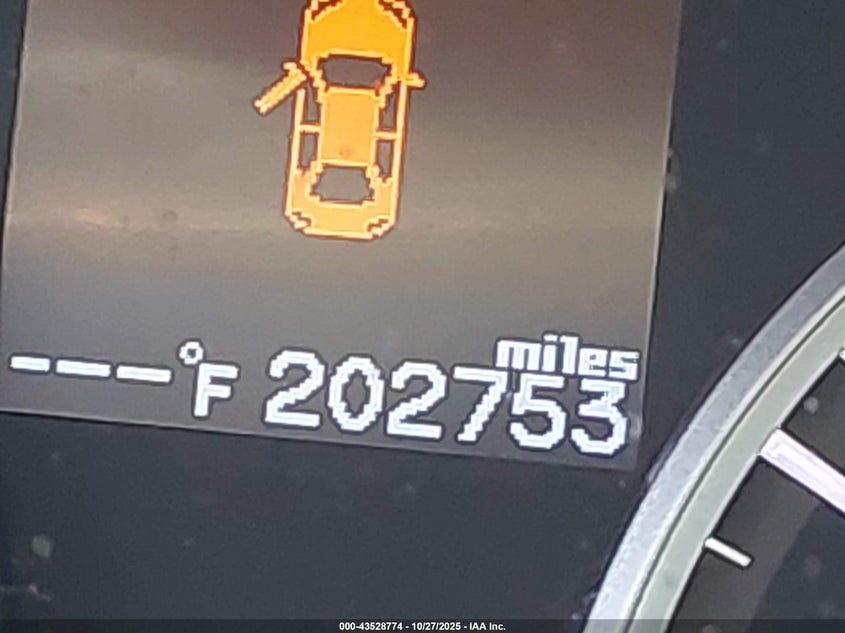 miles
---°F 202753
000-43528774 - 10/27/2025 - IAA Inc.